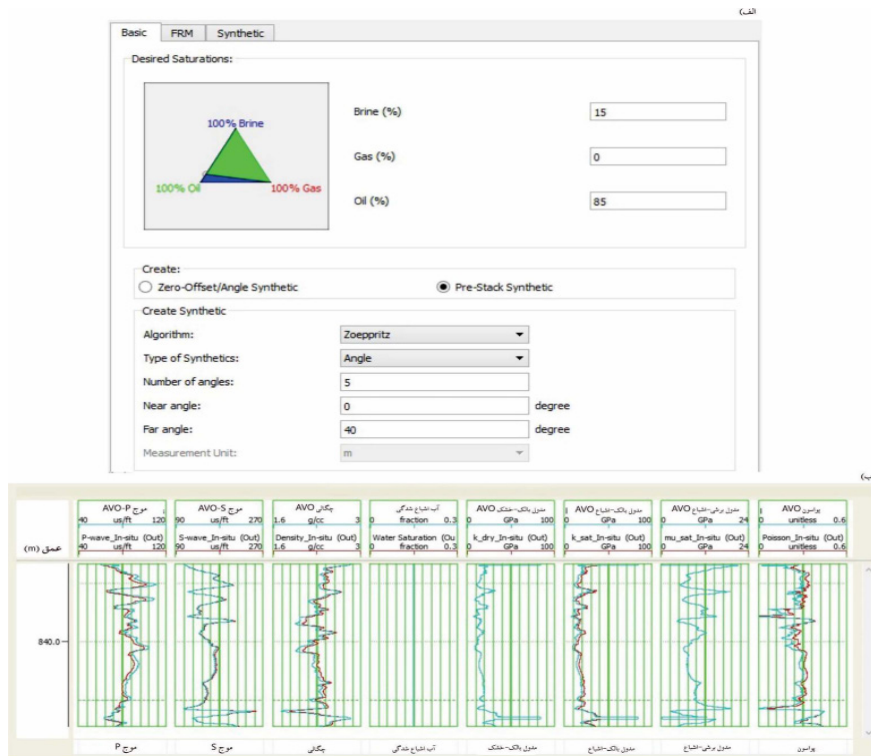 الف)
Basic FRM Synthetic
Desired Saturations:
100% Brine
100% Oil
100% Gas
Brine (%) 15
Gas (%) 0
Oil (%) 85
Create:
Zero-Offset/Angle Synthetic Pre-Stack Synthetic
Create Synthetic
Algorithm: Zoeppritz
Type of Synthetics: Angle
Number of angles: 5
Near angle: 0 degree
Far angle: 40 degree
Measurement Unit: m
ب)
عمق (m)
AVO-P موج
40 us/ft 120
P-wave_In-situ (Out)
40 us/ft 120
AVO-S موج
90 us/ft 270
S-wave_In-situ (Out)
90 us/ft 270
چگالی AVO
1.6 g/cc 3
Density_In-situ (Out)
1.6 g/cc 3
آب اشباع شدگی
0 fraction 0.3
Water Saturation (Ou
0 fraction 0.3
مدول بالک-خشک AVO
0 GPa 100
k_dry_In-situ (Out)
0 GPa 100
مدول بالک-اشباع AVO
0 GPa 100
k_sat_In-situ (Out)
0 GPa 100
مدول برشی-اشباع AVO
0 GPa 24
mu_sat_In-situ (Out)
0 GPa 24
پواسون AVO
0 unitless 0.6
Poisson_In-situ (Out)
0 unitless 0.6
840.0
موج P
موج S
چگالی
آب اشباع شدگی
مدول بالک-خشک
مدول بالک-اشباع
مدول برشی-اشباع
پواسون